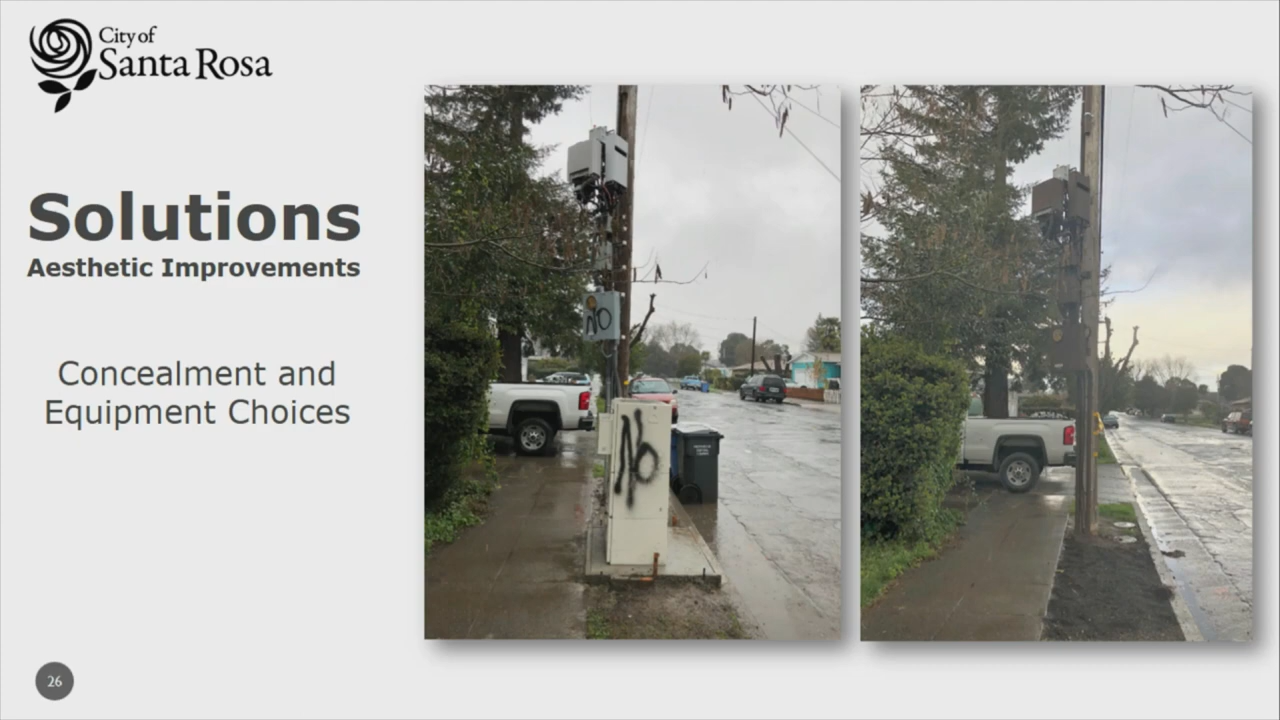 City of
Santa Rosa
Solutions
Aesthetic Improvements
Concealment and
Equipment Choices
NO
No
26